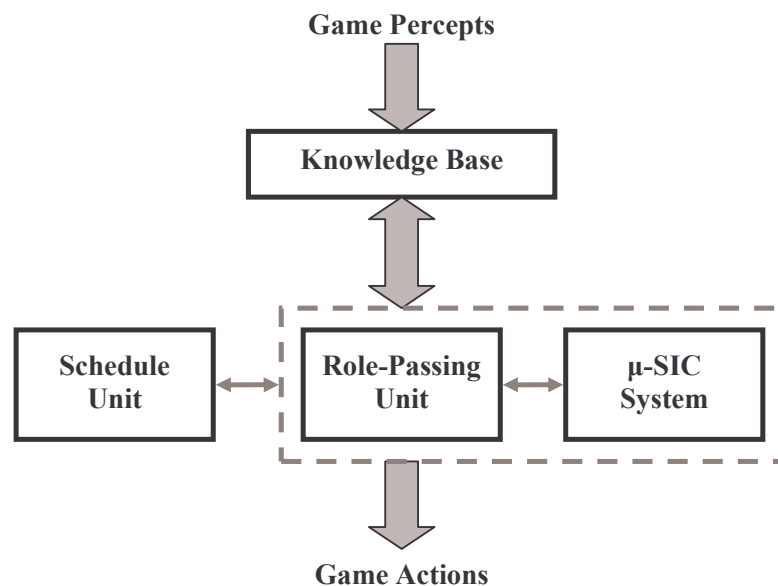 Game Percepts
Knowledge Base
Schedule
Unit
Role-Passing
Unit
μ-SIC
System
Game Actions